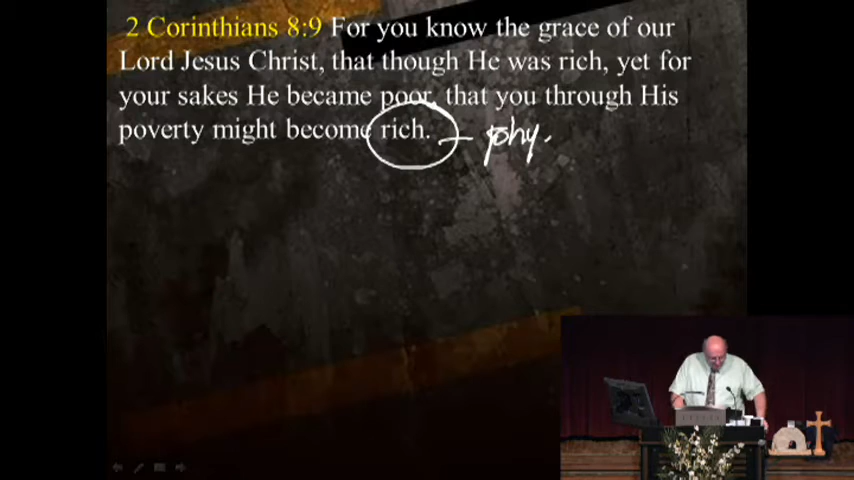 2 Corinthians 8:9 For you know the grace of our
Lord Jesus Christ, that though He was rich, yet for
your sakes He became poor, that you through His
poverty might become rich. – phy.